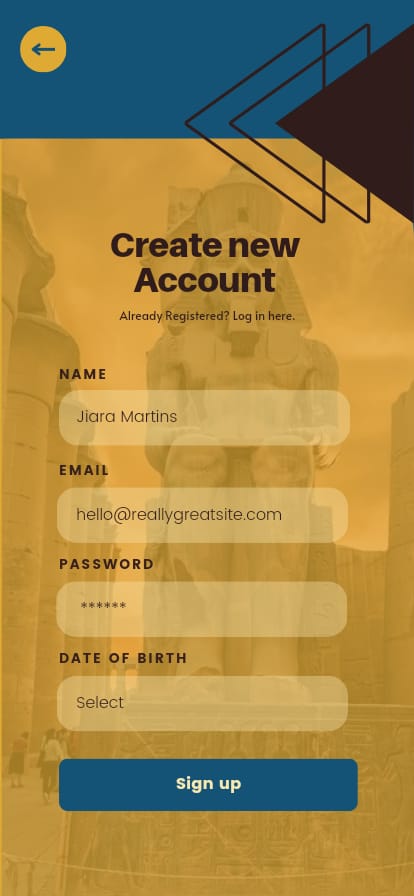 Create new
Account
Already Registered? Log in here.
NAME
Jiara Martins
EMAIL
hello@reallygreatsite.com
PASSWORD
******
DATE OF BIRTH
Select
Sign up